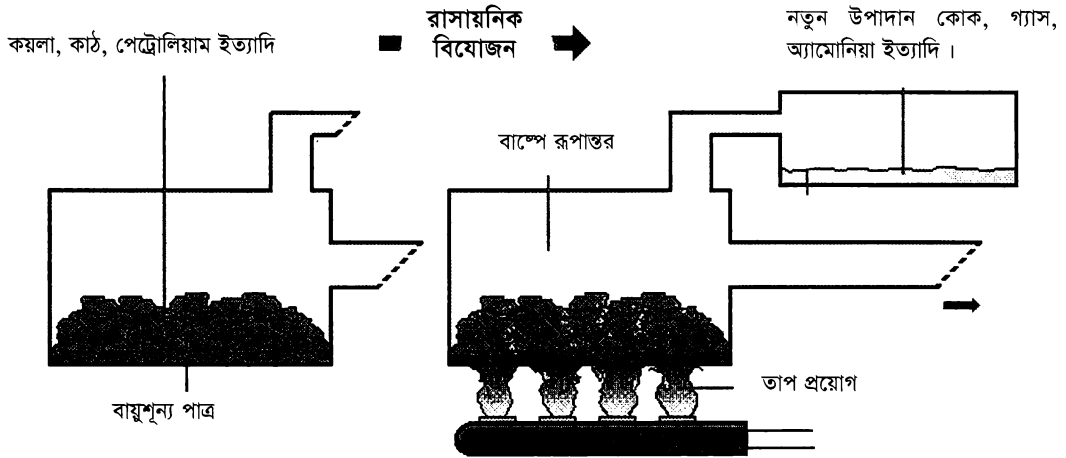 কয়লা, কাঠ, পেট্রোলিয়াম ইত্যাদি
রাসায়নিক
বিযোজন
নতুন উপাদান কোক, গ্যাস,
অ্যামোনিয়া ইত্যাদি ।
বাষ্পে রূপান্তর
তাপ প্রয়োগ
বায়ুশূন্য পাত্র